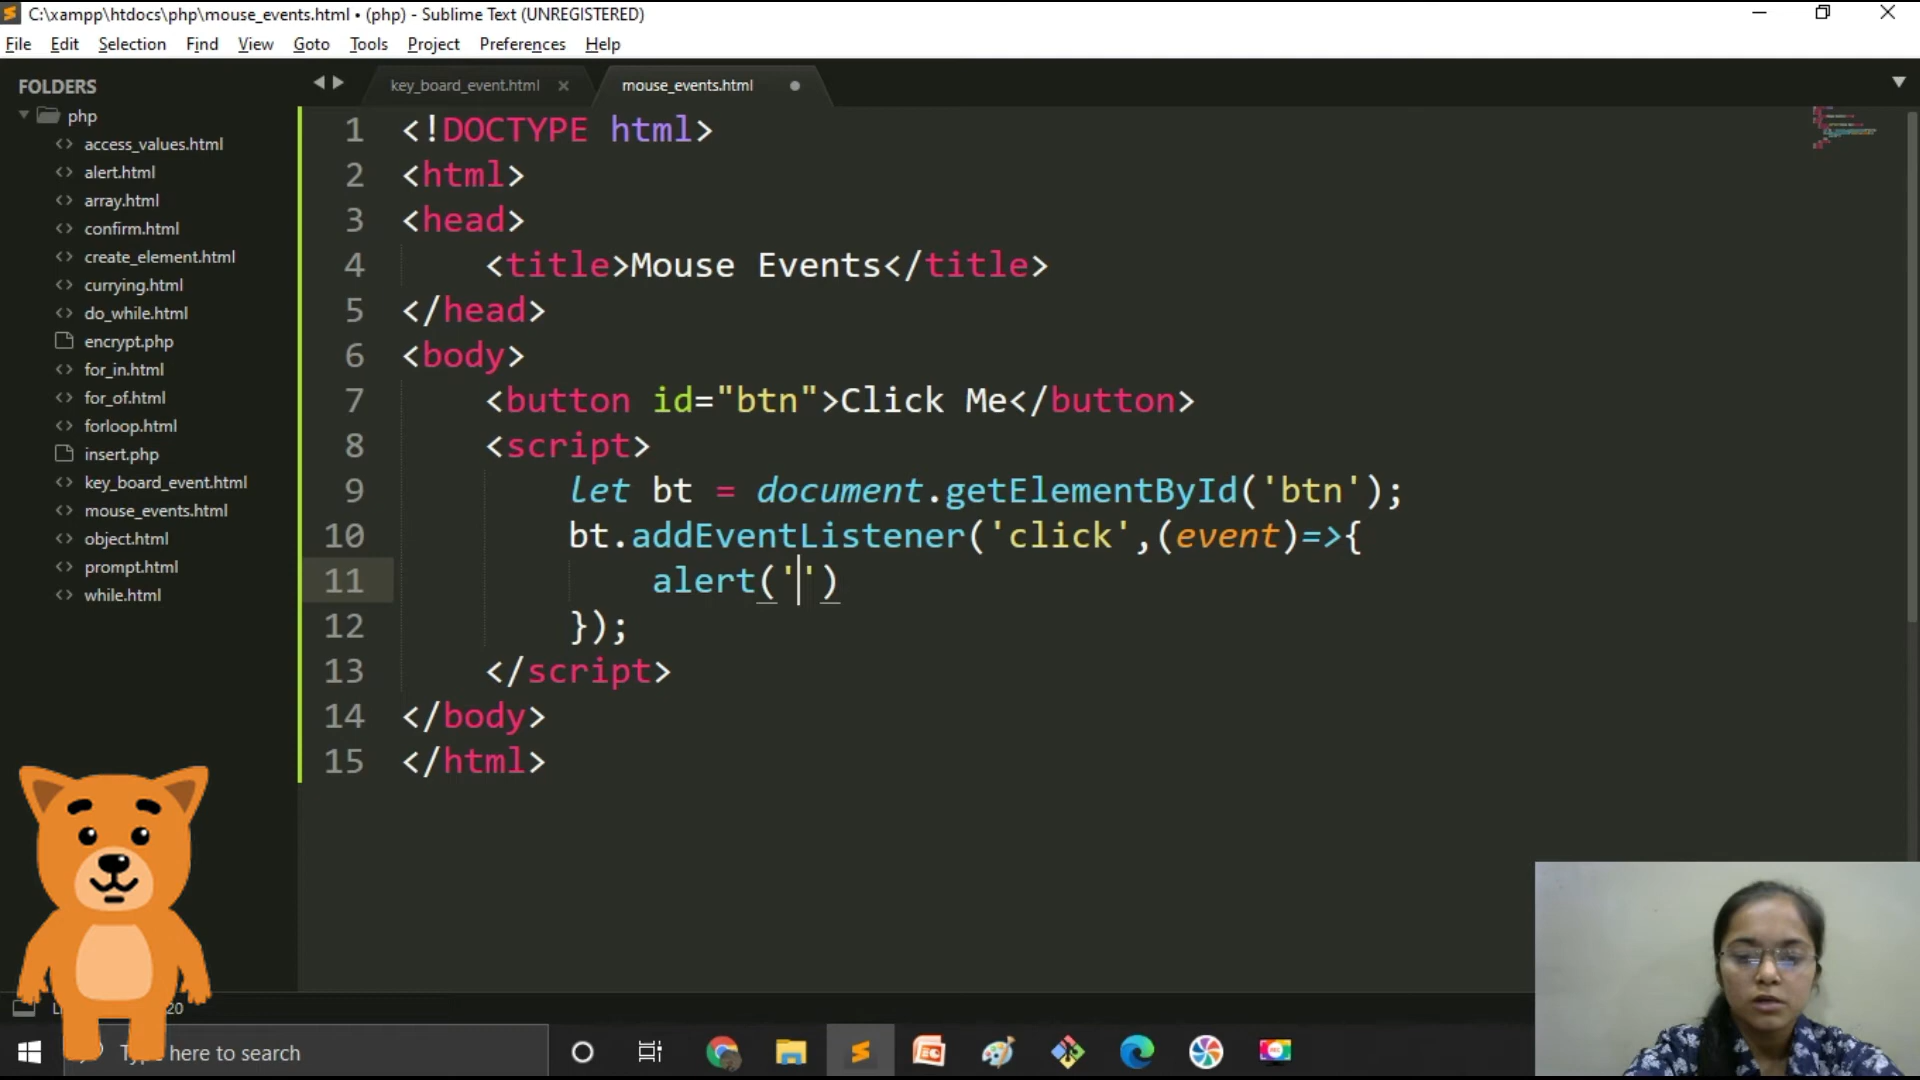 C:\xampp\htdocs\php\mouse_events.html • (php) - Sublime Text (UNREGISTERED)
File Edit Selection Find View Goto Tools Project Preferences Help
FOLDERS
php
access_values.html
alert.html
array.html
confirm.html
create_element.html
currying.html
do_while.html
encrypt.php
for_in.html
for_of.html
forloop.html
insert.php
key_board_event.html
mouse_events.html
object.html
prompt.html
while.html
key_board_event.html
mouse_events.html
1 <!DOCTYPE html>
2 <html>
3 <head>
4 <title>Mouse Events</title>
5 </head>
6 <body>
7 <button id="btn">Click Me</button>
8 <script>
9 let bt = document.getElementById('btn');
10 bt.addEventListener('click',(event)=>{
11 alert('')
12 });
13 </script>
14 </body>
15 </html>
20
here to search